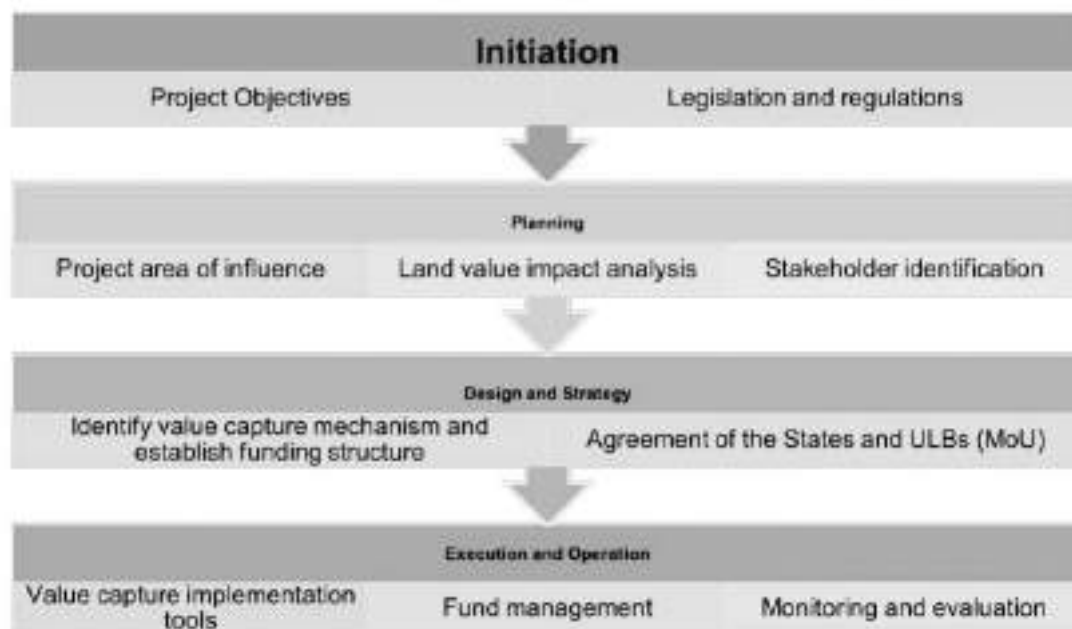 Initiation
Project Objectives
Legislation and regulations
Planning
Project area of influence
Land value impact analysis
Stakeholder identification
Design and Strategy
Identify value capture mechanism and
establish funding structure
Agreement of the States and ULBs (MoU)
Execution and Operation
Value capture implementation
tools
Fund management
Monitoring and evaluation